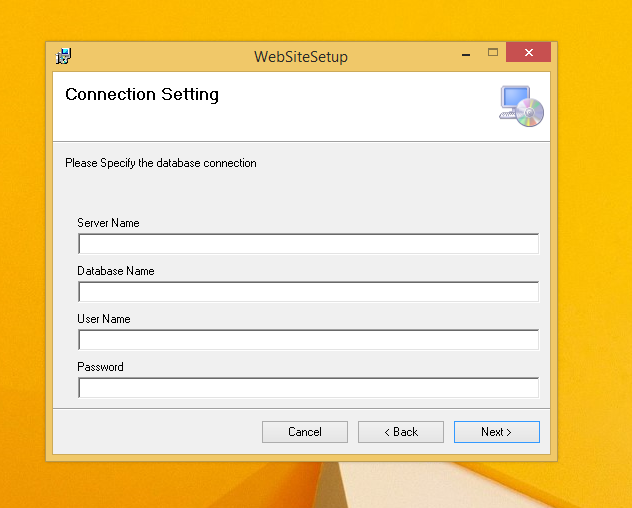 WebSiteSetup
Connection Setting
Please Specify the database connection
Server Name
Database Name
User Name
Password
Cancel
< Back
Next >